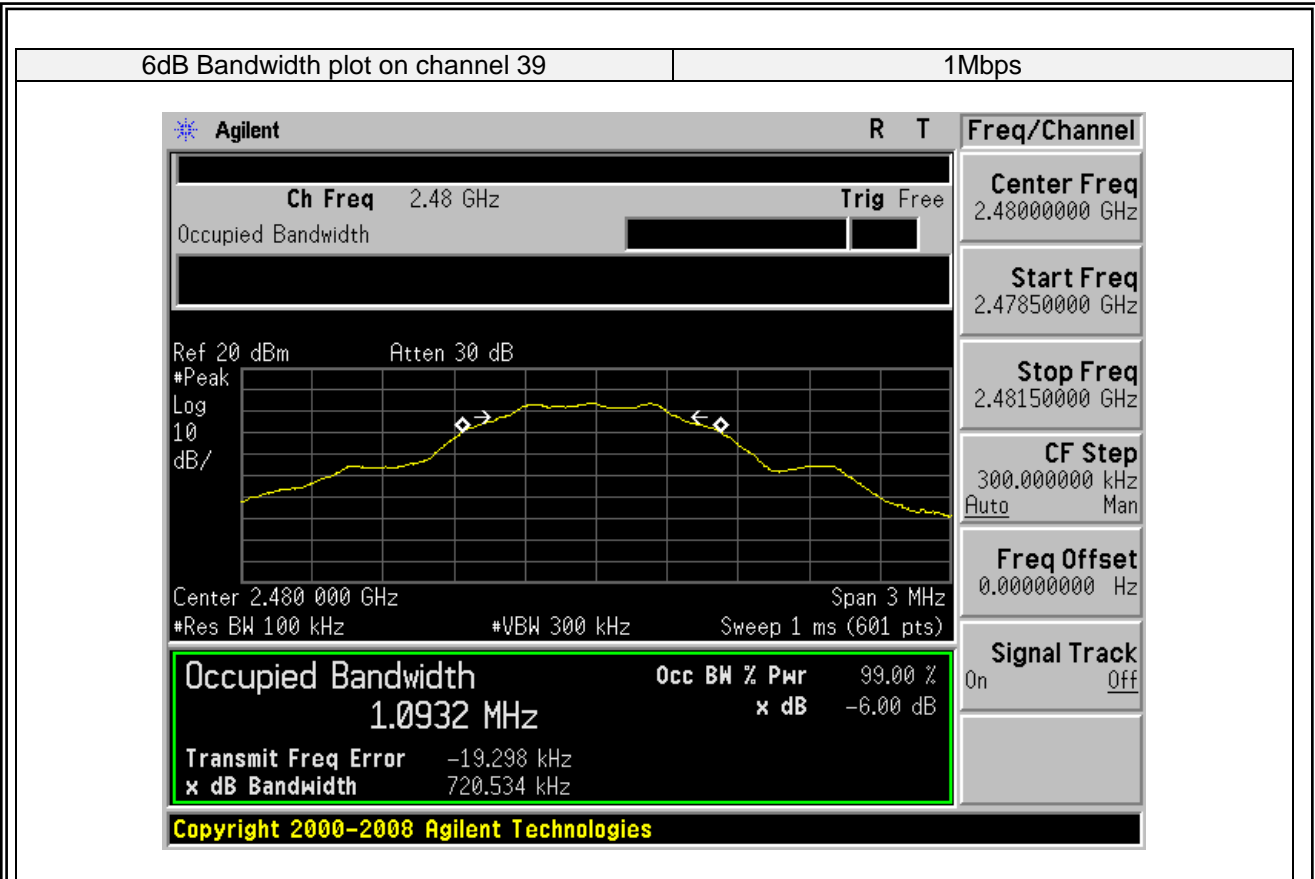 6dB Bandwidth plot on channel 39 1Mbps
Agilent R T Freq/Channel
Ch Freq 2.48 GHz Trig Free
Occupied Bandwidth
Center Freq
2.48000000 GHz
Start Freq
2.47850000 GHz
Stop Freq
2.48150000 GHz
CF Step
300.000000 kHz
Auto Man
Freq Offset
0.00000000 Hz
Signal Track
On Off
Ref 20 dBm Atten 30 dB
#Peak
Log
10
dB/
Center 2.480 000 GHz Span 3 MHz
#Res BW 100 kHz #VBW 300 kHz Sweep 1 ms (601 pts)
Occupied Bandwidth Occ BW % Pwr 99.00 %
1.0932 MHz x dB -6.00 dB
Transmit Freq Error -19.298 kHz
x dB Bandwidth 720.534 kHz
Copyright 2000-2008 Agilent Technologies